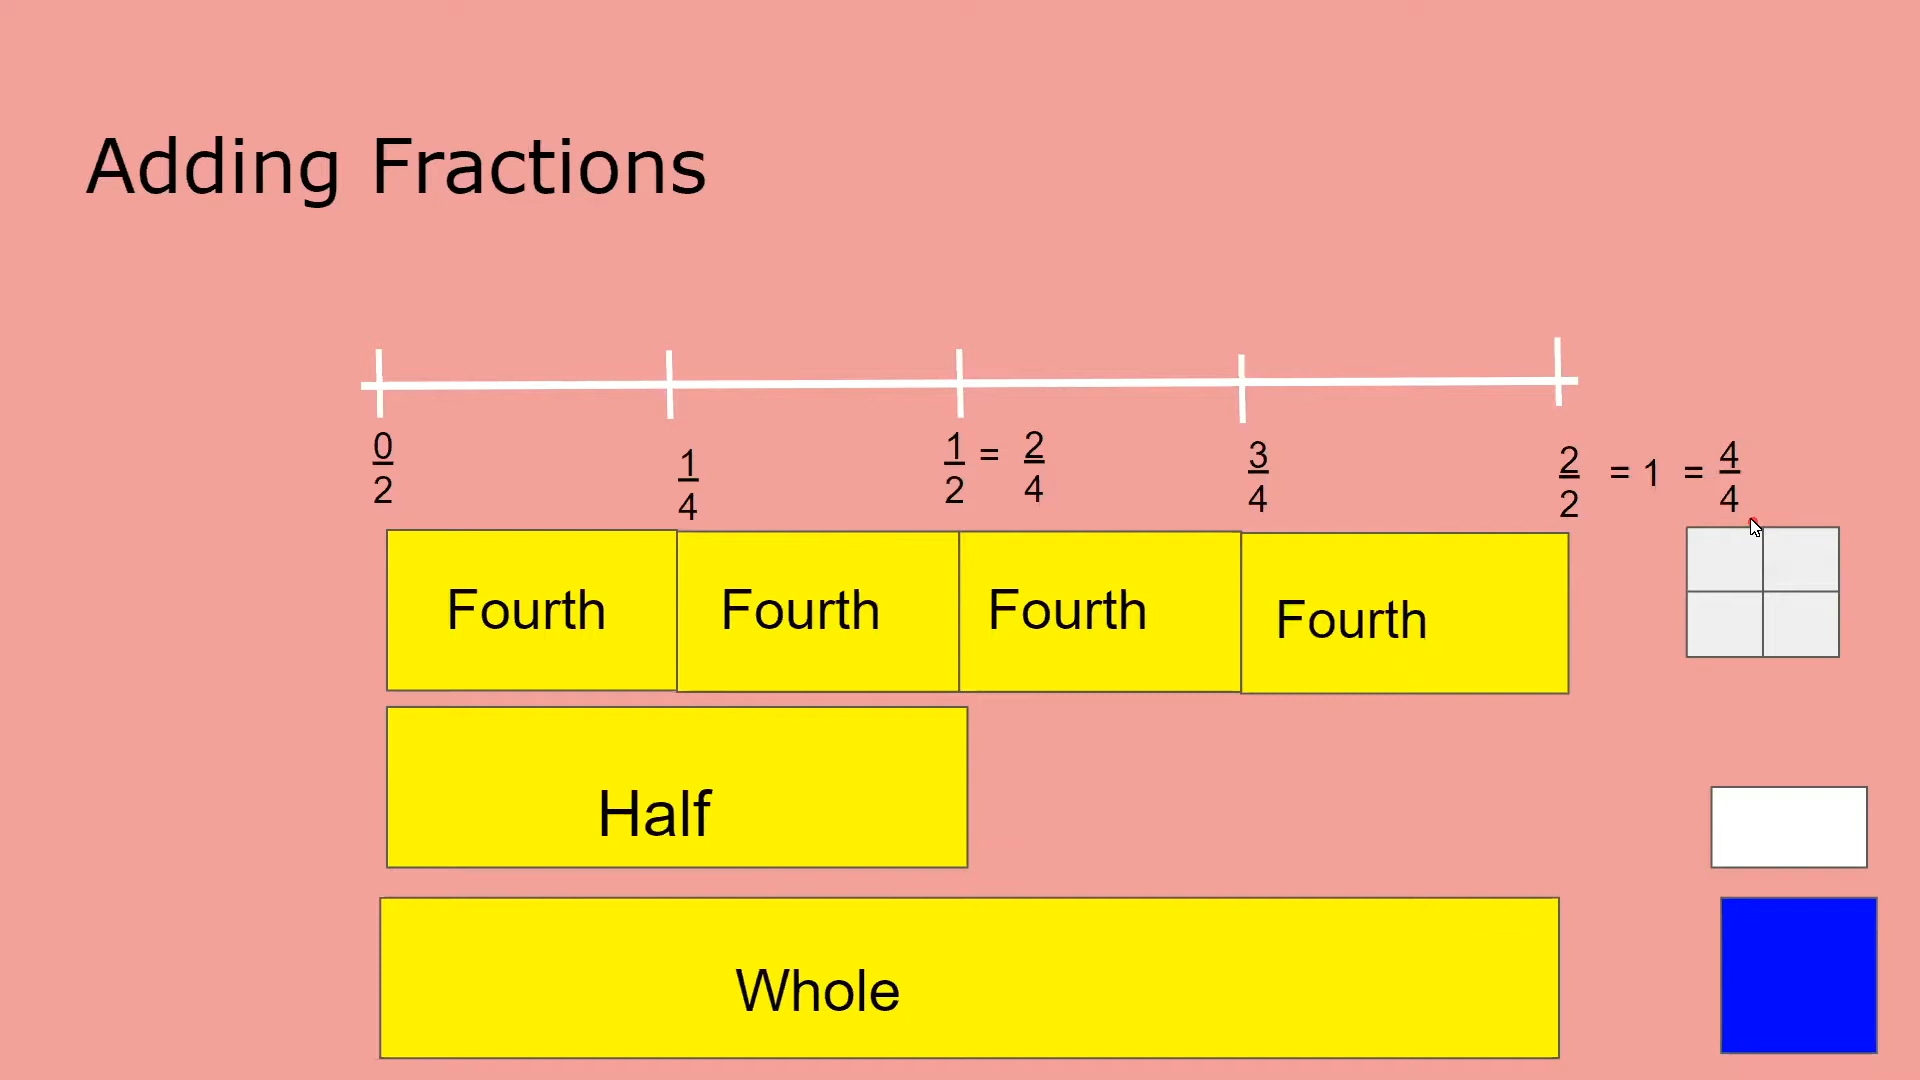 Adding Fractions
0/2 1/4 1/2 = 2/4 3/4 2/2 = 1 = 4/4
Fourth Fourth Fourth Fourth
Half
Whole